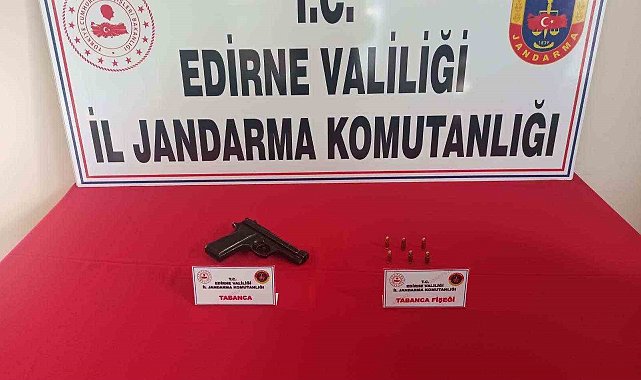 T.C.
EDİRNE VALİLİĞİ
İL JANDARMA KOMUTANLIĞI
JANDARMA
1839
T.C.
EDİRNE VALİLİĞİ
İL JANDARMA KOMUTANLIĞI
TABANCA
T.C.
EDİRNE VALİLİĞİ
İL JANDARMA KOMUTANLIĞI
TABANCA FİŞEĞİ